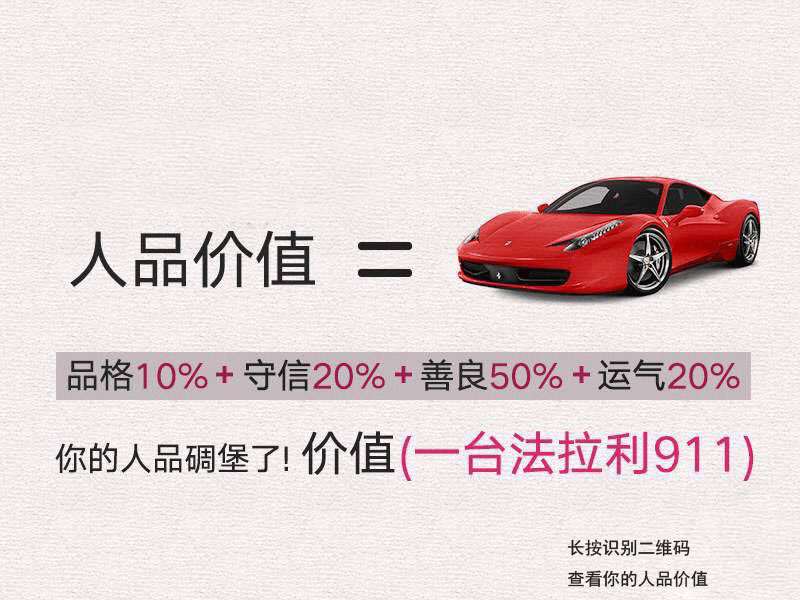 人品价值 =
品格10%+守信20%+善良50%+运气20%
你的人品碉堡了!价值(一台法拉利911)
长按识别二维码
查看你的人品价值